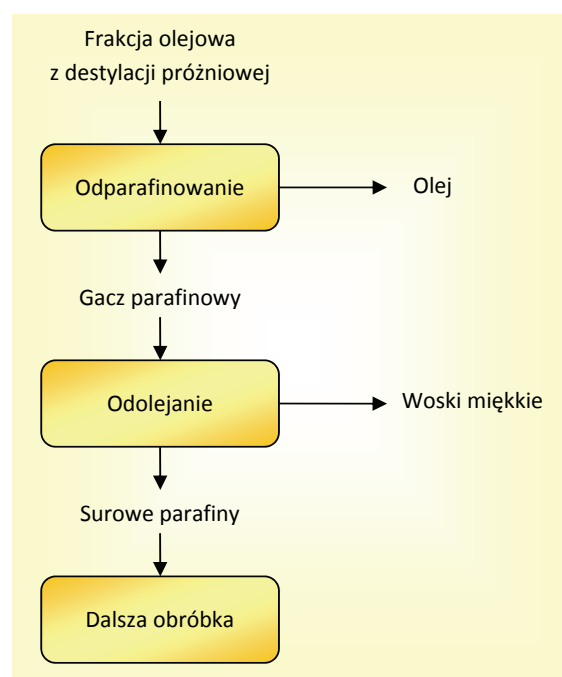 Frakcja olejowa
z destylacji próżniowej
Odparafinowanie
Olej
Gacz parafinowy
Odolejanie
Woski miękkie
Surowe parafiny
Dalsza obróbka